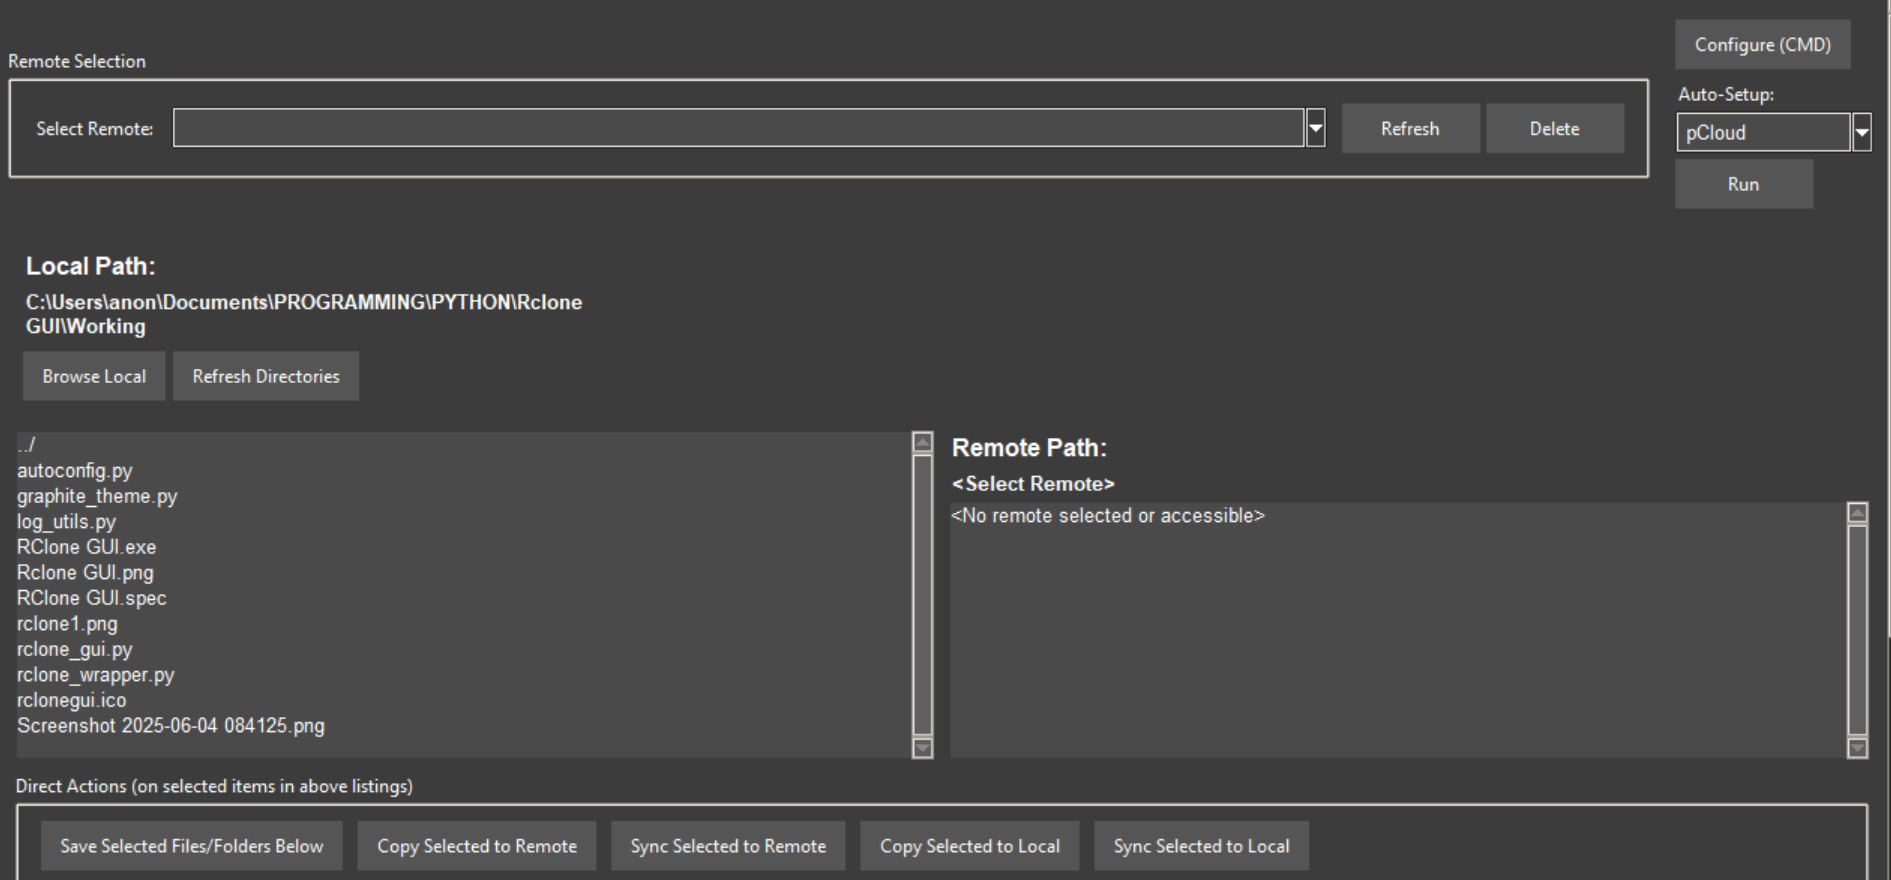 Configure (CMD)
Remote Selection
Auto-Setup:
Select Remote:
Refresh
Delete
pCloud
Run
Local Path:
C:\Users\anon\Documents\PROGRAMMING\PYTHON\Rclone
GUI\Working
Browse Local
Refresh Directories
../
autoconfig.py
graphite_theme.py
log_utils.py
RClone GUI.exe
Rclone GUI.png
RClone GUI.spec
rclone1.png
rclone_gui.py
rclone_wrapper.py
rclonegui.ico
Screenshot 2025-06-04 084125.png
Remote Path:
<Select Remote>
<No remote selected or accessible>
Direct Actions (on selected items in above listings)
Save Selected Files/Folders Below
Copy Selected to Remote
Sync Selected to Remote
Copy Selected to Local
Sync Selected to Local